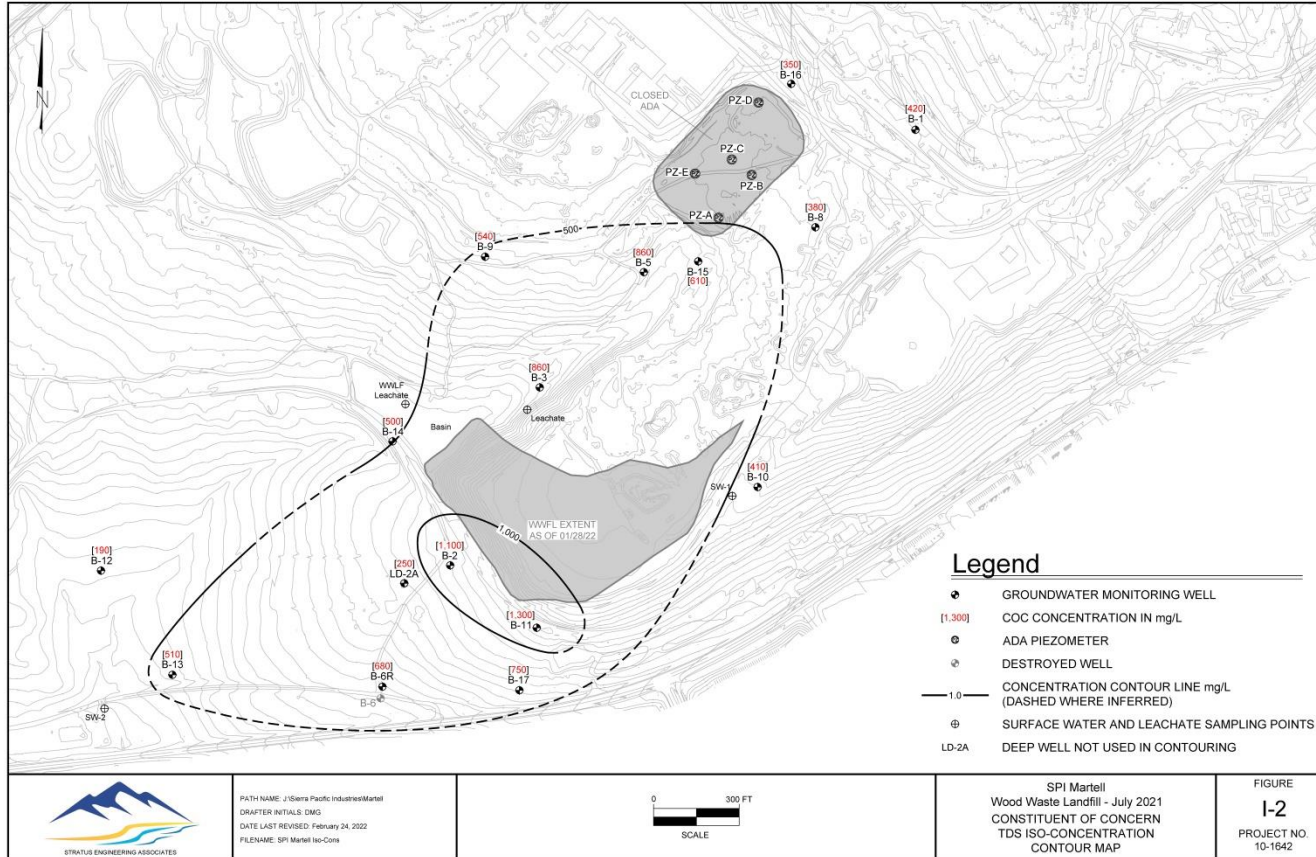 [350]
B-16
CLOSED
ADA
PZ-D
[420]
B-1
PZ-C
PZ-E
PZ-B
[380]
B-8
PZ-A
500
[540]
B-9
[860]
B-5
B-15
[610]
[860]
B-3
WWLF
Leachate
Leachate
[500]
B-14
Basin
[410]
B-10
SW-1
WWFL EXTENT
AS OF 01/28/22
1,000
[1,100]
B-2
[190]
B-12
[250]
LD-2A
[1,300]
B-11
[510]
B-13
[680]
B-6R
B-6
[750]
B-17
SW-2
N
Legend
GROUNDWATER MONITORING WELL
[1,300] COC CONCENTRATION IN mg/L
ADA PIEZOMETER
DESTROYED WELL
1.0 CONCENTRATION CONTOUR LINE mg/L
(DASHED WHERE INFERRED)
SURFACE WATER AND LEACHATE SAMPLING POINTS
LD-2A DEEP WELL NOT USED IN CONTOURING
STRATUS ENGINEERING ASSOCIATES
PATH NAME: J:\Sierra Pacific Industries\Martell
DRAFTER INITIALS: DMG
DATE LAST REVISED: February 24, 2022
FILENAME: SPI Martell Iso-Cons
0 300 FT
SCALE
SPI Martell
Wood Waste Landfill - July 2021
CONSTITUENT OF CONCERN
TDS ISO-CONCENTRATION
CONTOUR MAP
FIGURE
I-2
PROJECT NO.
10-1642